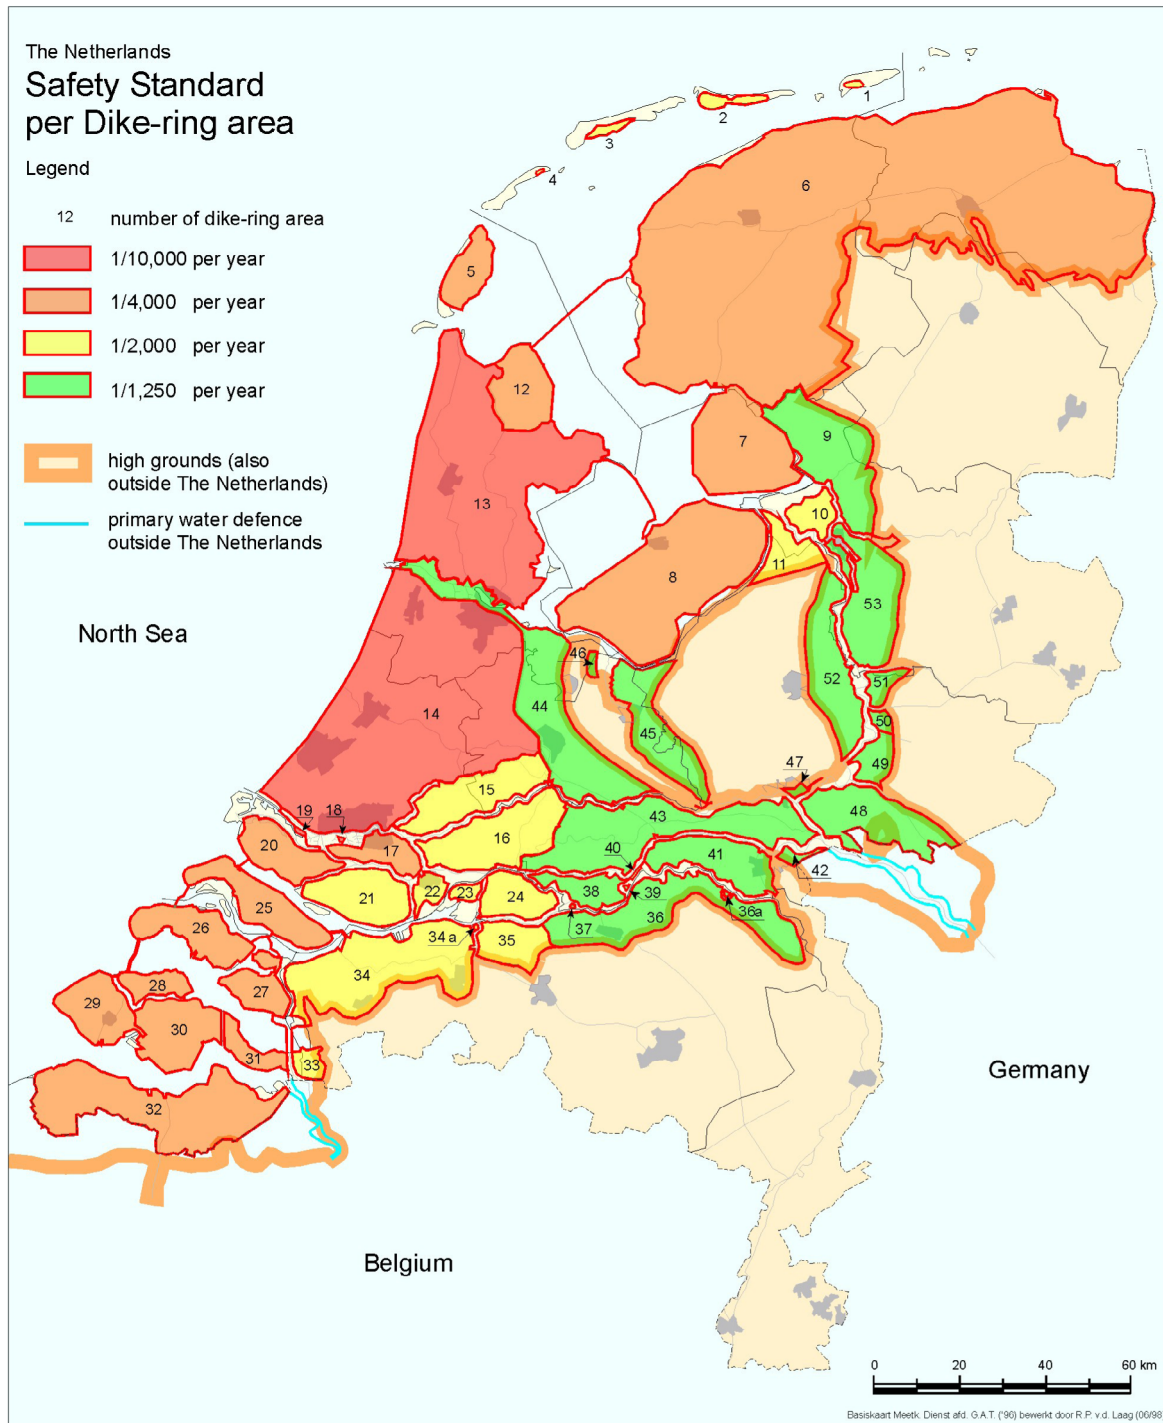 The Netherlands
Safety Standard
per Dike-ring area
Legend
12 number of dike-ring area
1/10,000 per year
1/4,000 per year
1/2,000 per year
1/1,250 per year
high grounds (also
outside The Netherlands)
primary water defence
outside The Netherlands
1
2
3
4
5
6
7
8
9
10
11
12
13
14
15
16
17
18
19
20
21
22
23
24
25
26
27
28
29
30
31
32
33
34
34a
35
36
36a
37
38
39
40
41
42
43
44
45
46
47
48
49
50
51
52
53
North Sea
Germany
Belgium
0 20 40 60 km
Basiskaart Meetk. Dienst afd. G.A.T. ('96) bewerkt door R.P. v.d. Laag (06/98)